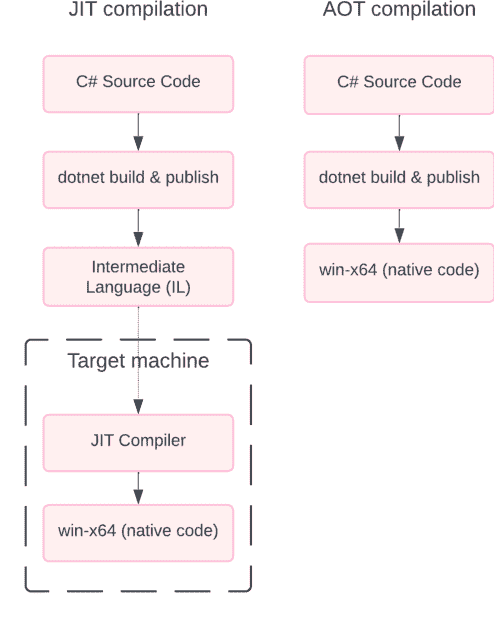 JIT compilation
C# Source Code
dotnet build & publish
Intermediate
Language (IL)
Target machine
JIT Compiler
win-x64 (native code)
AOT compilation
C# Source Code
dotnet build & publish
win-x64 (native code)